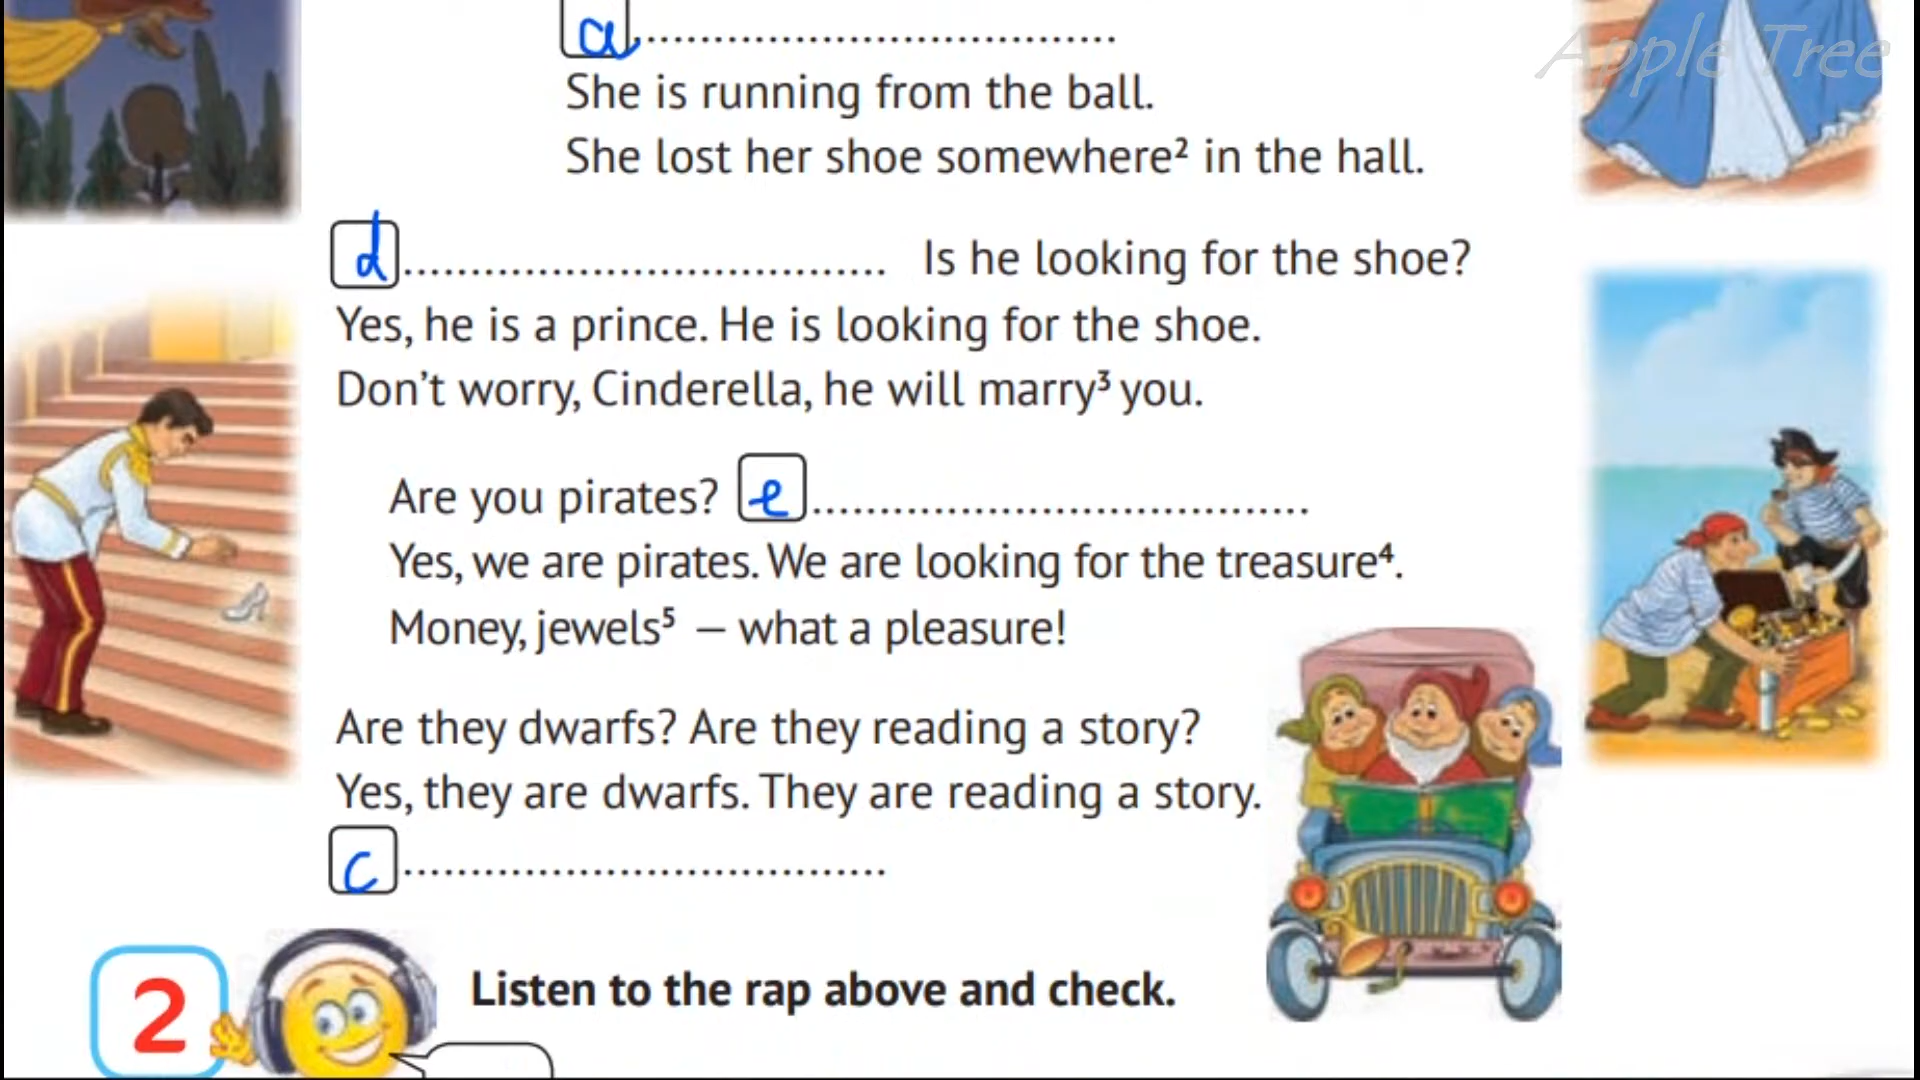 Apple Tree
a ....................................
She is running from the ball.
She lost her shoe somewhere² in the hall.
d .................................... Is he looking for the shoe?
Yes, he is a prince. He is looking for the shoe.
Don't worry, Cinderella, he will marry³ you.
Are you pirates? e ....................................
Yes, we are pirates. We are looking for the treasure⁴.
Money, jewels⁵ – what a pleasure!
Are they dwarfs? Are they reading a story?
Yes, they are dwarfs. They are reading a story.
c ....................................
2 Listen to the rap above and check.